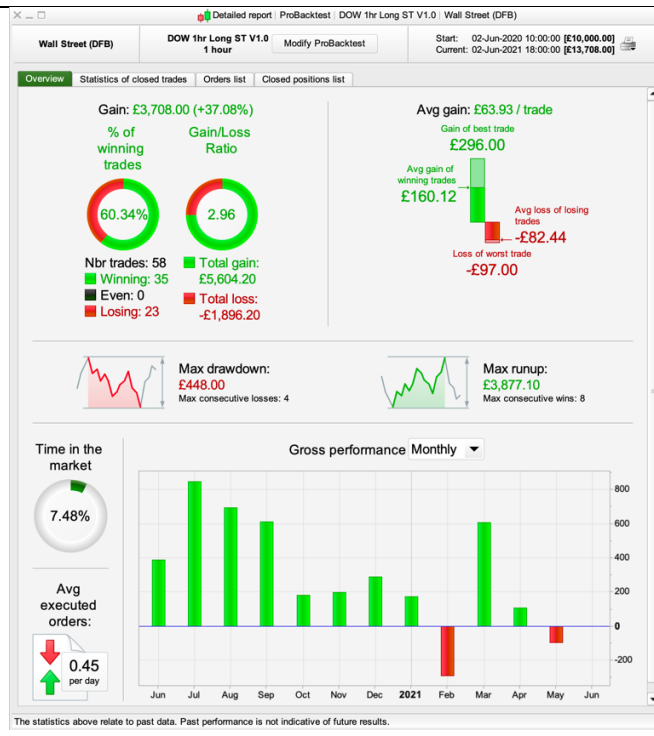 Detailed report | ProBacktest | DOW 1hr Long ST V1.0 | Wall Street (DFB)
Wall Street (DFB)
DOW 1hr Long ST V1.0
1 hour
Modify ProBacktest
Start: 02-Jun-2020 10:00:00 [£10,000.00]
Current: 02-Jun-2021 18:00:00 [£13,708.00]
Overview
Statistics of closed trades
Orders list
Closed positions list
Gain: £3,708.00 (+37.08%)
% of
winning
trades
60.34%
Gain/Loss
Ratio
2.96
Nbr trades: 58
Winning: 35
Even: 0
Losing: 23
Total gain:
£5,604.20
Total loss:
-£1,896.20
Avg gain: £63.93 / trade
Gain of best trade
£296.00
Avg gain of
winning trades
£160.12
Avg loss of losing
trades
-£82.44
Loss of worst trade
-£97.00
Max drawdown:
£448.00
Max consecutive losses: 4
Max runup:
£3,877.10
Max consecutive wins: 8
Time in the
market
7.48%
Avg
executed
orders:
0.45
per day
Gross performance Monthly
800
600
400
200
0
-200
Jun Jul Aug Sep Oct Nov Dec 2021 Feb Mar Apr May Jun
The statistics above relate to past data. Past performance is not indicative of future results.